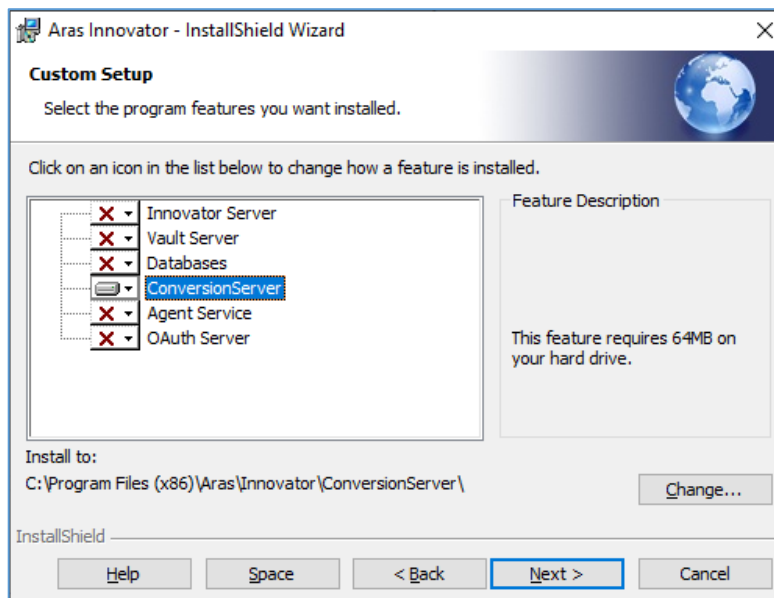 Aras Innovator - InstallShield Wizard
Custom Setup
Select the program features you want installed.
Click on an icon in the list below to change how a feature is installed.
Innovator Server
Vault Server
Databases
ConversionServer
Agent Service
OAuth Server
Feature Description
This feature requires 64MB on
your hard drive.
Install to:
C:\Program Files (x86)\Aras\Innovator\ConversionServer\
Change...
InstallShield
Help
Space
< Back
Next >
Cancel